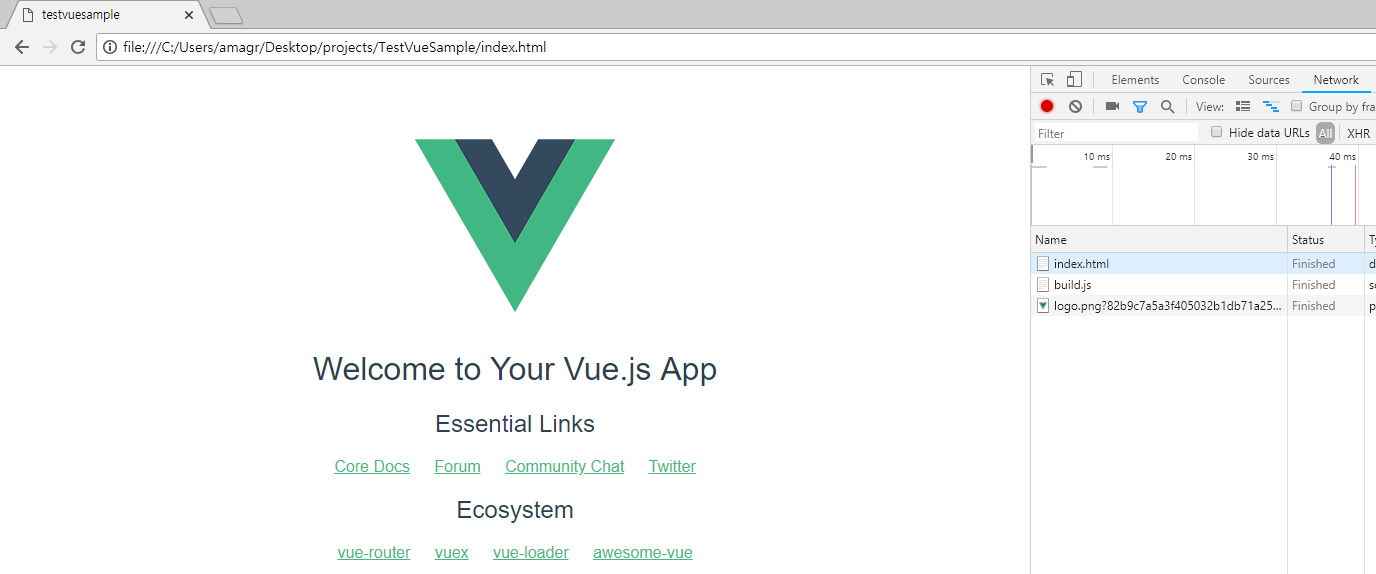 testvuesample
file:///C:/Users/amagr/Desktop/projects/TestVueSample/index.html
Elements Console Sources Network
View: Group by fra
Filter Hide data URLs All XHR
10 ms 20 ms 30 ms 40 ms
Name Status Ty
index.html Finished d
build.js Finished sc
logo.png?82b9c7a5a3f405032b1db71a25... Finished p
Welcome to Your Vue.js App
Essential Links
Core Docs Forum Community Chat Twitter
Ecosystem
vue-router vuex vue-loader awesome-vue